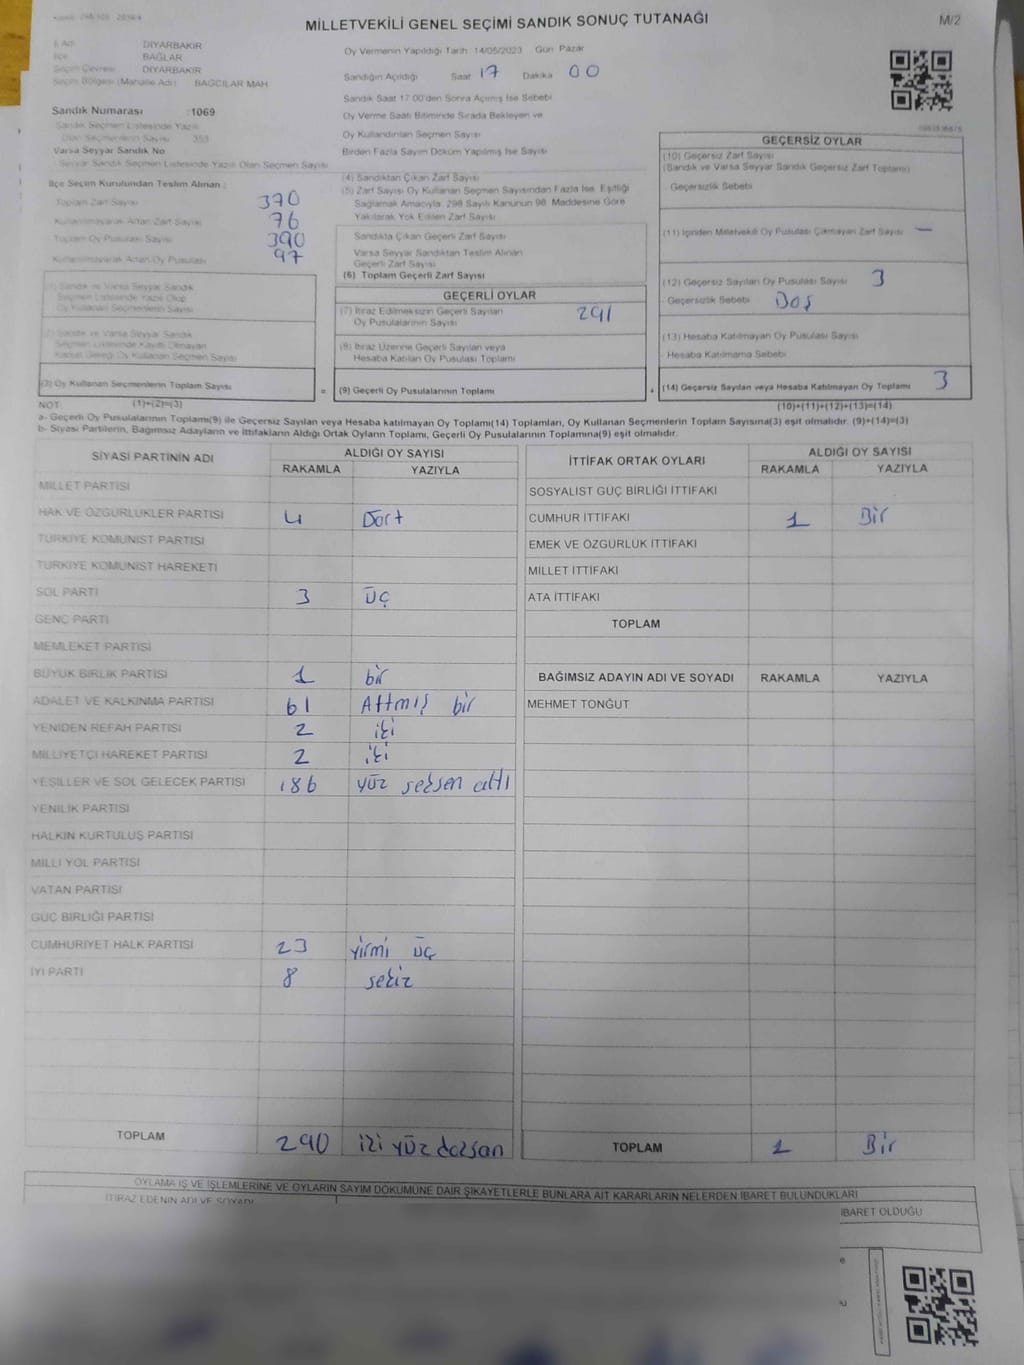 MİLLETVEKİLİ GENEL SEÇİMİ SANDIK SONUÇ TUTANAĞI
M/2
İl Adı DİYARBAKIR
İlçe BAĞLAR
Seçim Çevresi DİYARBAKIR
Seçim Bölgesi (Mahalle Adı) BAĞCILAR MAH
Sandık Numarası :1069
Sandık Seçmen Listesinde Yazılı
Olan Seçmenlerin Sayısı 353
Varsa Seyyar Sandık No
Seyyar Sandık Seçmen Listesinde Yazılı Olan Seçmen Sayısı
İlçe Seçim Kurulundan Teslim Alınan :
Toplam Zarf Sayısı 370
Kullanılmayarak Artan Zarf Sayısı 76
Toplam Oy Pusulası Sayısı 390
Kullanılmayarak Artan Oy Pusulası 97
(1) Sandık ve Varsa Seyyar Sandık
Seçmen Listesinde Yazılı Olup
Oy Kullanan Seçmenlerin Sayısı
(2) Sandık ve Varsa Seyyar Sandık
Seçmen Listesinde Kayıtlı Olmayan
Kanun Gereği Oy Kullanan Seçmen Sayısı
(3) Oy Kullanan Seçmenlerin Toplam Sayısı
Oy Vermenin Yapıldığı Tarih 14/05/2023 Gün Pazar
Sandığın Açıldığı Saat 17 Dakika 00
Sandık Saat 17.00'den Sonra Açılmış İse Sebebi
Oy Verme Saati Bitiminde Sırada Bekleyen ve
Oy Kullandırılan Seçmen Sayısı
Birden Fazla Sayım Döküm Yapılmış İse Sayısı
(4) Sandıktan Çıkan Zarf Sayısı
(5) Zarf Sayısı Oy Kullanan Seçmen Sayısından Fazla İse, Eşitliği
Sağlamak Amacıyla, 298 Sayılı Kanunun 98. Maddesine Göre
Yakılarak Yok Edilen Zarf Sayısı
Sandıkta Çıkan Geçerli Zarf Sayısı
Varsa Seyyar Sandıktan Teslim Alınan
Geçerli Zarf Sayısı
(6) Toplam Geçerli Zarf Sayısı
GEÇERLİ OYLAR
(7) İtiraz Edilmeksizin Geçerli Sayılan
Oy Pusulalarının Sayısı 291
(8) İtiraz Üzerine Geçerli Sayılan veya
Hesaba Katılan Oy Pusulası Toplamı
= (9) Geçerli Oy Pusulalarının Toplamı
GEÇERSİZ OYLAR
(10) Geçersiz Zarf Sayısı
(Sandık ve Varsa Seyyar Sandık Geçersiz Zarf Toplamı)
- Geçersizlik Sebebi
(11) İçinden Milletvekili Oy Pusulası Çıkmayan Zarf Sayısı —
(12) Geçersiz Sayılan Oy Pusulası Sayısı 3
- Geçersizlik Sebebi Boş
(13) Hesaba Katılmayan Oy Pusulası Sayısı
- Hesaba Katılmama Sebebi
+ (14) Geçersiz Sayılan veya Hesaba Katılmayan Oy Toplamı 3
NOT: (1)+(2)=(3) (10)+(11)+(12)+(13)=(14)
a- Geçerli Oy Pusulalarının Toplamı(9) ile Geçersiz Sayılan veya Hesaba Katılmayan Oy Toplamı(14) Toplamları, Oy Kullanan Seçmenlerin Toplam Sayısına(3) eşit olmalıdır. (9)+(14)=(3)
b- Siyasi Partilerin, Bağımsız Adayların ve İttifakların Aldığı Ortak Oyların Toplamı, Geçerli Oy Pusulalarının Toplamına(9) eşit olmalıdır.
SİYASİ PARTİNİN ADI ALDIĞI OY SAYISI
RAKAMLA YAZIYLA
MİLLET PARTİSİ
HAK VE ÖZGÜRLÜKLER PARTİSİ 4 Dört
TÜRKİYE KOMÜNİST PARTİSİ
TÜRKİYE KOMÜNİST HAREKETİ
SOL PARTİ 3 üç
GENÇ PARTİ
MEMLEKET PARTİSİ
BÜYÜK BİRLİK PARTİSİ 1 bir
ADALET VE KALKINMA PARTİSİ 61 Altmış bir
YENİDEN REFAH PARTİSİ 2 iki
MİLLİYETÇİ HAREKET PARTİSİ 2 iki
YEŞİLLER VE SOL GELECEK PARTİSİ 186 yüz seksen altı
YENİLİK PARTİSİ
HALKIN KURTULUŞ PARTİSİ
MİLLİ YOL PARTİSİ
VATAN PARTİSİ
GÜÇ BİRLİĞİ PARTİSİ
CUMHURİYET HALK PARTİSİ 23 yirmi üç
İYİ PARTİ 8 sekiz
TOPLAM 290 iki yüz doksan
İTTİFAK ORTAK OYLARI ALDIĞI OY SAYISI
RAKAMLA YAZIYLA
SOSYALİST GÜÇ BİRLİĞİ İTTİFAKI
CUMHUR İTTİFAKI 1 Bir
EMEK VE ÖZGÜRLÜK İTTİFAKI
MİLLET İTTİFAKI
ATA İTTİFAKI
TOPLAM
BAĞIMSIZ ADAYIN ADI VE SOYADI RAKAMLA YAZIYLA
MEHMET TONĞUT
TOPLAM 1 Bir
OYLAMA İŞ VE İŞLEMLERİNE VE OYLARIN SAYIM DÖKÜMÜNE DAİR ŞİKAYETLERLE BUNLARA AİT KARARLARIN NELERDEN İBARET BULUNDUKLARI
İTİRAZ EDENİN ADI VE SOYADI
İBARET OLDUĞU